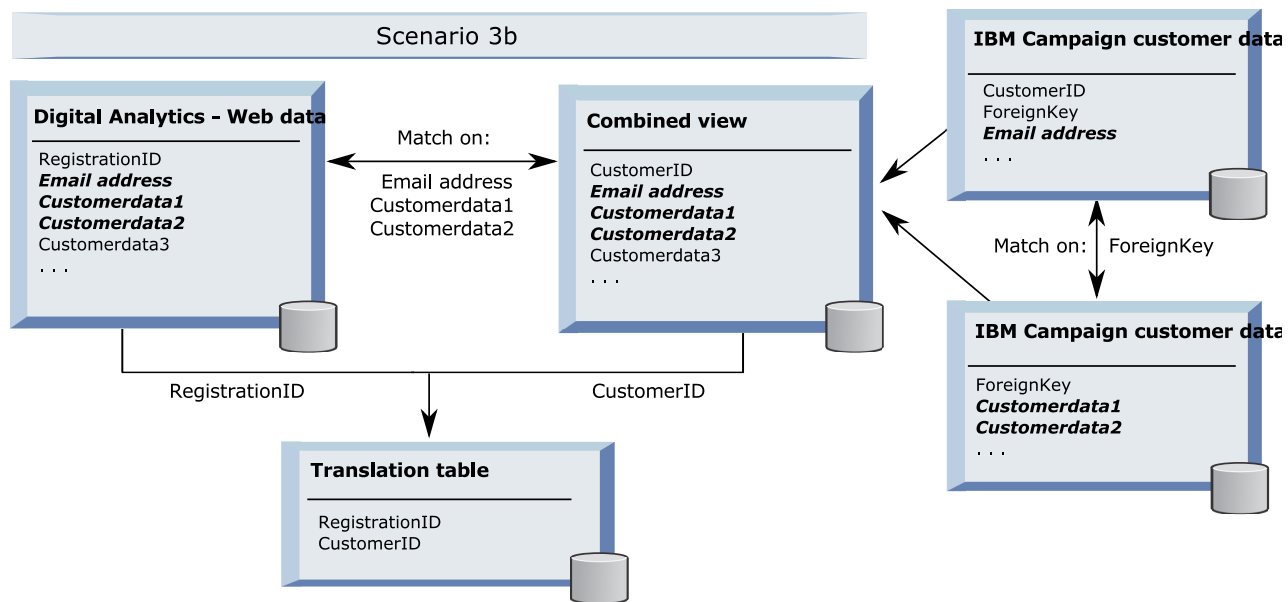 Scenario 3b
Digital Analytics - Web data
RegistrationID
Email address
Customerdata1
Customerdata2
Customerdata3
. . .
Match on:
Email address
Customerdata1
Customerdata2
Combined view
CustomerID
Email address
Customerdata1
Customerdata2
Customerdata3
. . .
IBM Campaign customer data
CustomerID
ForeignKey
Email address
. . .
Match on: ForeignKey
IBM Campaign customer data
ForeignKey
Customerdata1
Customerdata2
. . .
RegistrationID
CustomerID
Translation table
RegistrationID
CustomerID